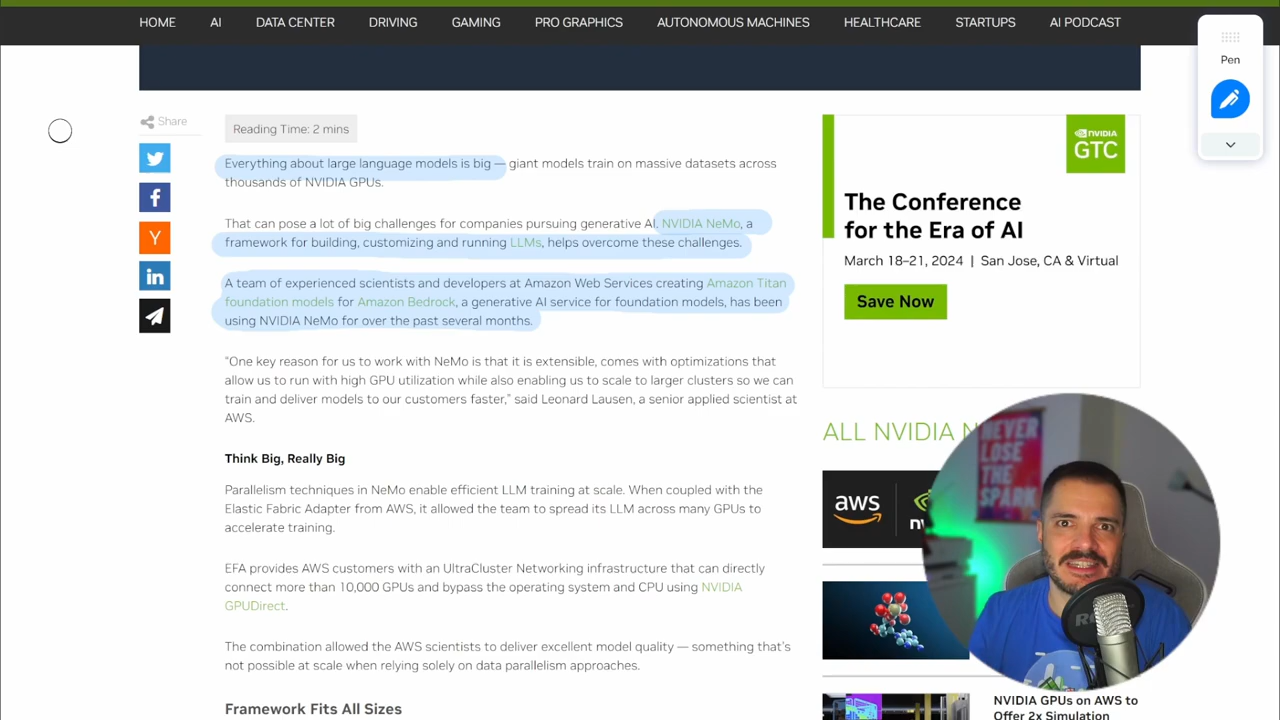 HOME AI DATA CENTER DRIVING GAMING PRO GRAPHICS AUTONOMOUS MACHINES HEALTHCARE STARTUPS AI PODCAST
Pen
Share
Reading Time: 2 mins
Everything about large language models is big — giant models train on massive datasets across
thousands of NVIDIA GPUs.
That can pose a lot of big challenges for companies pursuing generative AI. NVIDIA NeMo, a
framework for building, customizing and running LLMs, helps overcome these challenges.
A team of experienced scientists and developers at Amazon Web Services creating Amazon Titan
foundation models for Amazon Bedrock, a generative AI service for foundation models, has been
using NVIDIA NeMo for over the past several months.
“One key reason for us to work with NeMo is that it is extensible, comes with optimizations that
allow us to run with high GPU utilization while also enabling us to scale to larger clusters so we can
train and deliver models to our customers faster,” said Leonard Lausen, a senior applied scientist at
AWS.
Think Big, Really Big
Parallelism techniques in NeMo enable efficient LLM training at scale. When coupled with the
Elastic Fabric Adapter from AWS, it allowed the team to spread its LLM across many GPUs to
accelerate training.
EFA provides AWS customers with an UltraCluster Networking infrastructure that can directly
connect more than 10,000 GPUs and bypass the operating system and CPU using NVIDIA
GPUDirect.
The combination allowed the AWS scientists to deliver excellent model quality — something that’s
not possible at scale when relying solely on data parallelism approaches.
Framework Fits All Siz
NVIDIA
GTC
The Conference
for the Era of AI
March 18–21, 2024 | San Jose, CA & Virtual
Save Now
ALL NVIDIA N
NEVER
LOSE
THE
SPARK
aws
NVIDIA GPUs on AWS to
Offer 2x Simulation